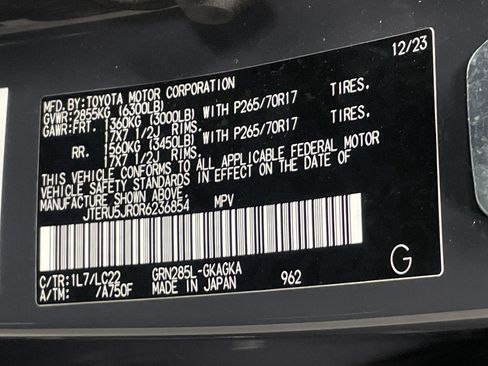 12/23
MFD.BY:TOYOTA MOTOR CORPORATION
GVWR: 2855KG (6300LB)
GAWR:FRT. 1360KG (3000LB) WITH P265/70R17 TIRES.
17X7 1/2J RIMS.
RR. 1560KG (3450LB) WITH P265/70R17 TIRES.
17X7 1/2J RIMS.
THIS VEHICLE CONFORMS TO ALL APPLICABLE FEDERAL MOTOR
VEHICLE SAFETY STANDARDS IN EFFECT ON THE DATE OF
MANUFACTURE SHOWN ABOVE.
JTERU5JR0R6236854 MPV
C/TR:1L7/LC22 GRN285L-GKAGKA 962
A/TM: /A750F MADE IN JAPAN
G